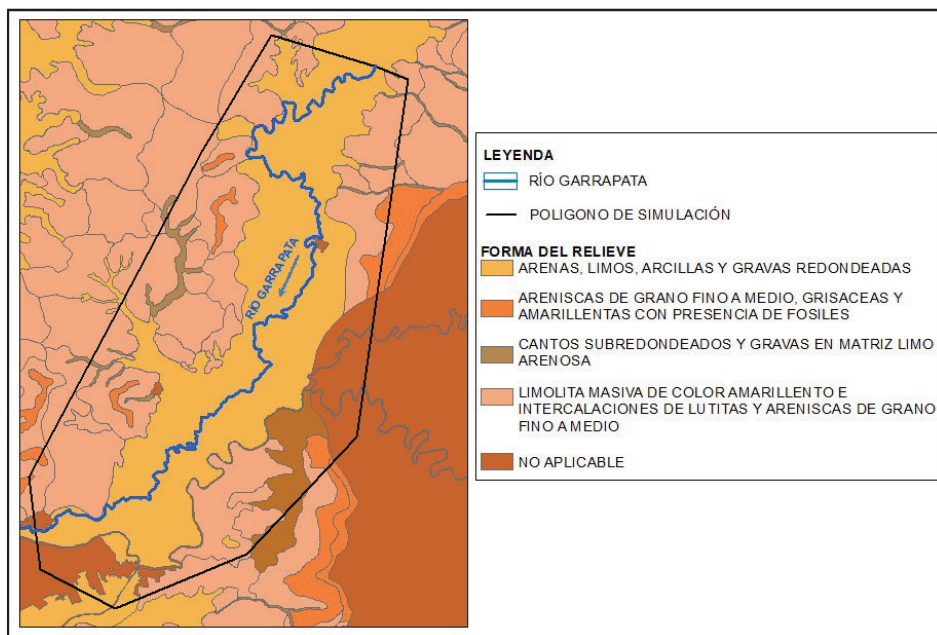 RÍO GARRAPATA
LEYENDA
RÍO GARRAPATA
POLIGONO DE SIMULACIÓN
FORMA DEL RELIEVE
ARENAS, LIMOS, ARCILLAS Y GRAVAS REDONDEADAS
ARENISCAS DE GRANO FINO A MEDIO, GRISACEAS Y
AMARILLENTAS CON PRESENCIA DE FOSILES
CANTOS SUBREDONDEADOS Y GRAVAS EN MATRIZ LIMO
ARENOSA
LIMOLITA MASIVA DE COLOR AMARILLENTO E
INTERCALACIONES DE LUTITAS Y ARENISCAS DE GRANO
FINO A MEDIO
NO APLICABLE